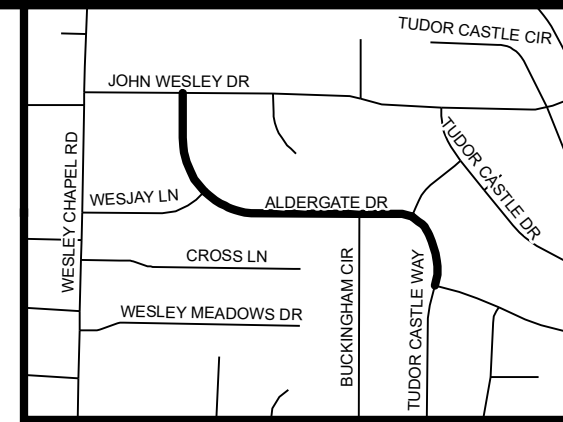 TUDOR CASTLE CIR
JOHN WESLEY DR
TUDOR CASTLE DR
WESLEY CHAPEL RD
WESJAY LN
ALDERGATE DR
CROSS LN
BUCKINGHAM CIR
TUDOR CASTLE WAY
WESLEY MEADOWS DR